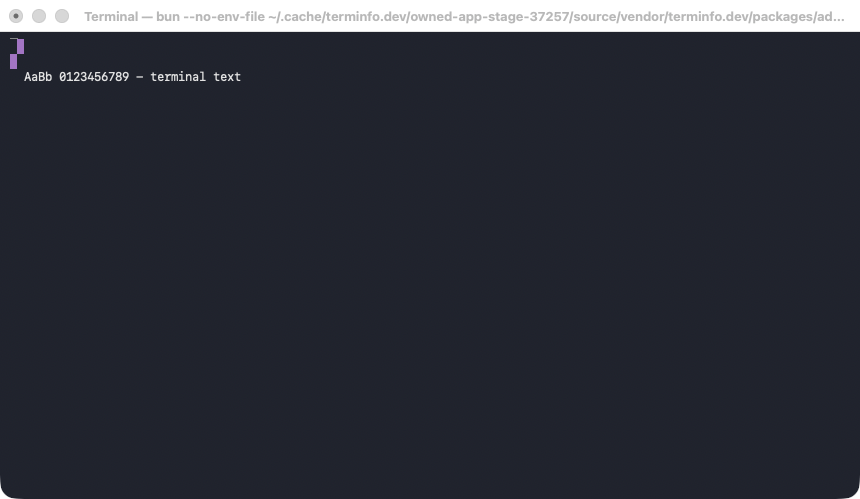 Terminal — bun --no-env-file ~/.cache/terminfo.dev/owned-app-stage-37257/source/vendor/terminfo.dev/packages/ad...
AaBb 0123456789 — terminal text